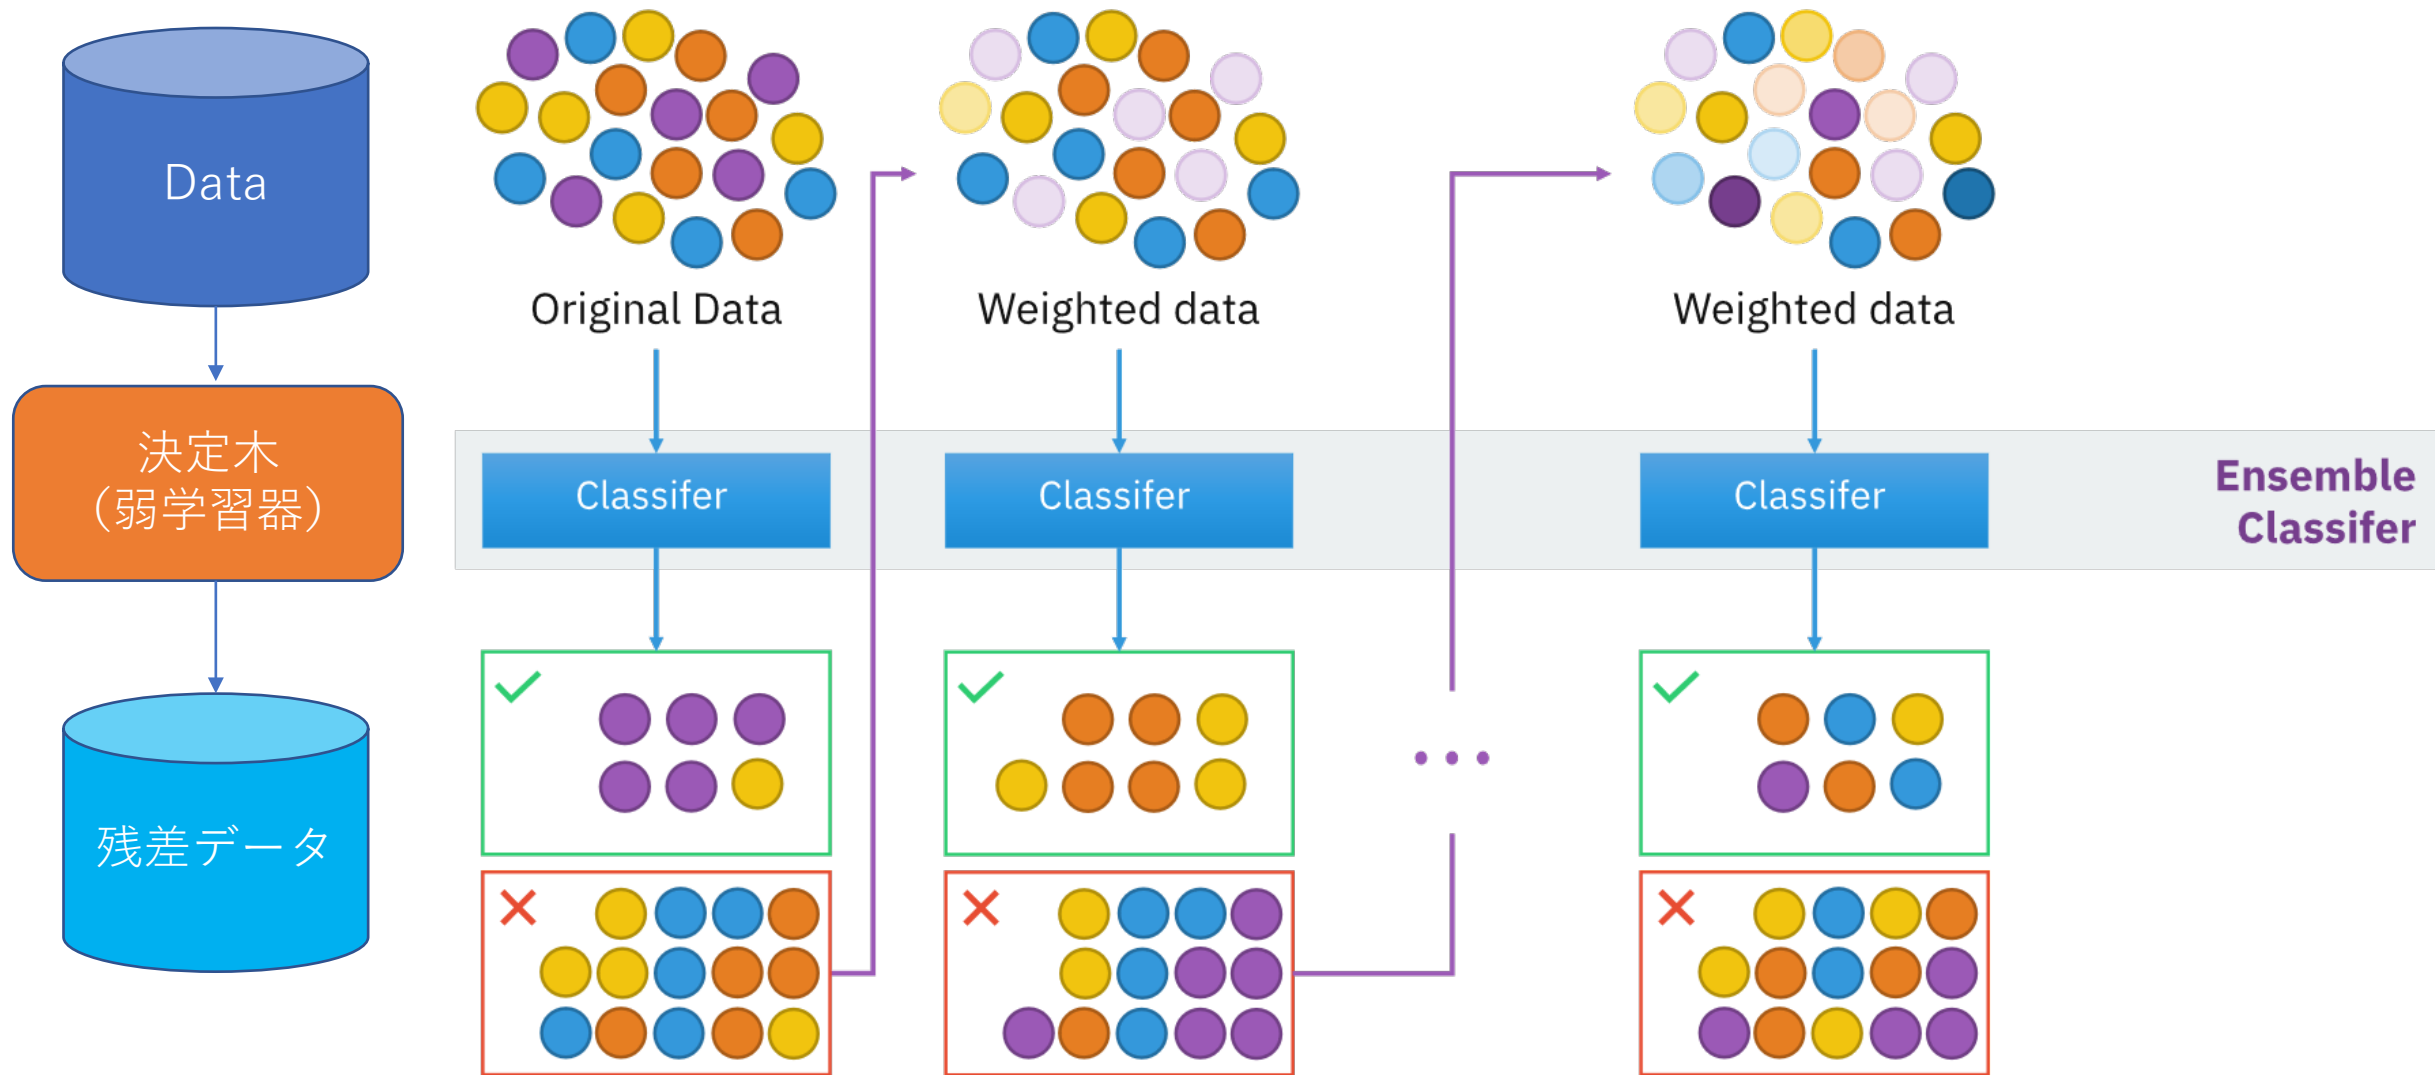 Data
決定木
（弱学習器）
残差データ
Original Data
Weighted data
Weighted data
Classifer
Classifer
Classifer
Ensemble
Classifer